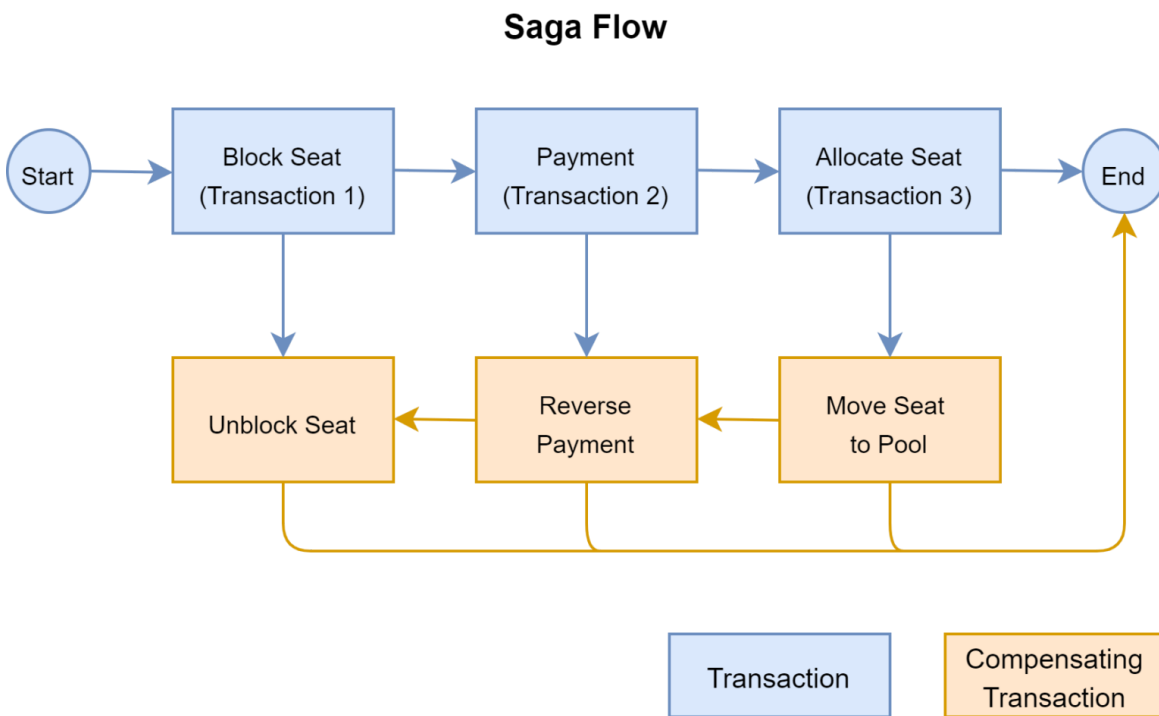 Saga Flow
Start
Block Seat
(Transaction 1)
Payment
(Transaction 2)
Allocate Seat
(Transaction 3)
End
Unblock Seat
Reverse
Payment
Move Seat
to Pool
Transaction
Compensating
Transaction